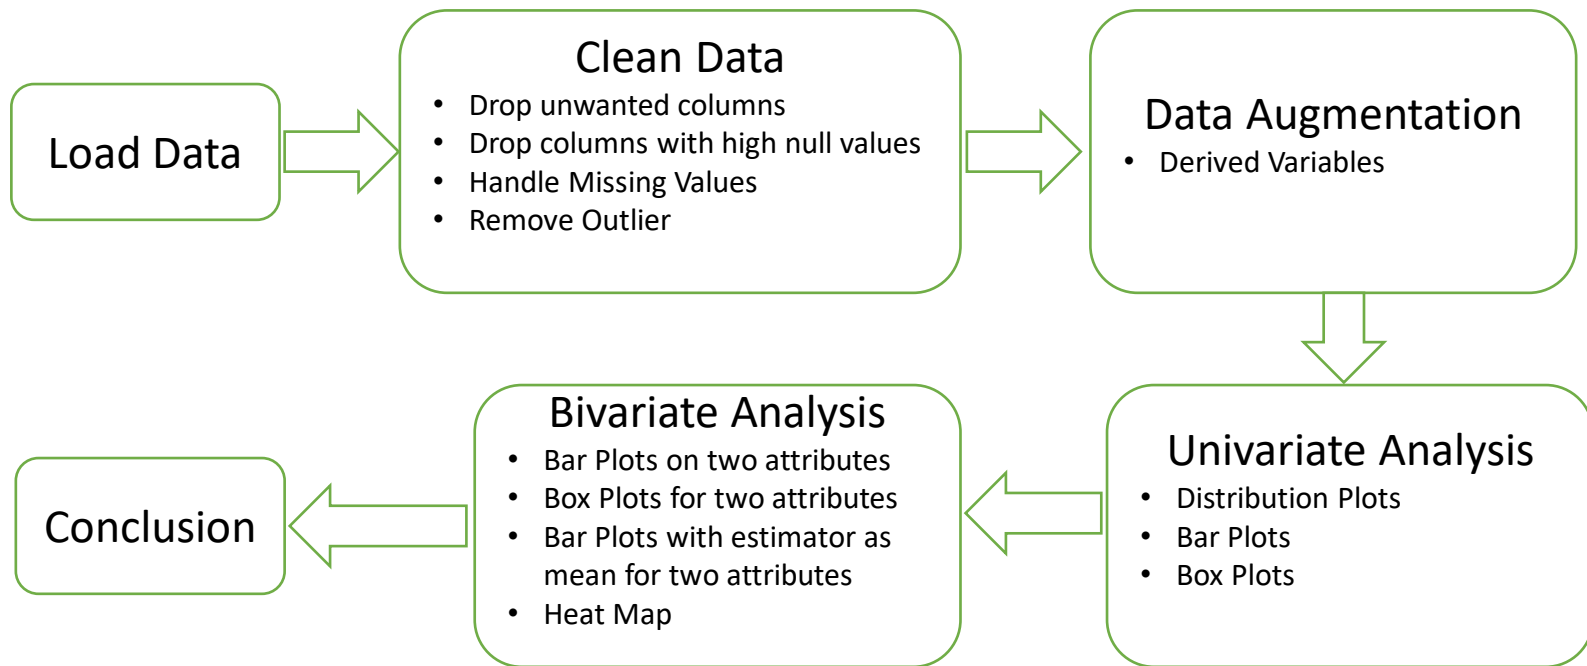 Load Data
Clean Data
• Drop unwanted columns
• Drop columns with high null values
• Handle Missing Values
• Remove Outlier
Data Augmentation
• Derived Variables
Univariate Analysis
• Distribution Plots
• Bar Plots
• Box Plots
Bivariate Analysis
• Bar Plots on two attributes
• Box Plots for two attributes
• Bar Plots with estimator as
mean for two attributes
• Heat Map
Conclusion